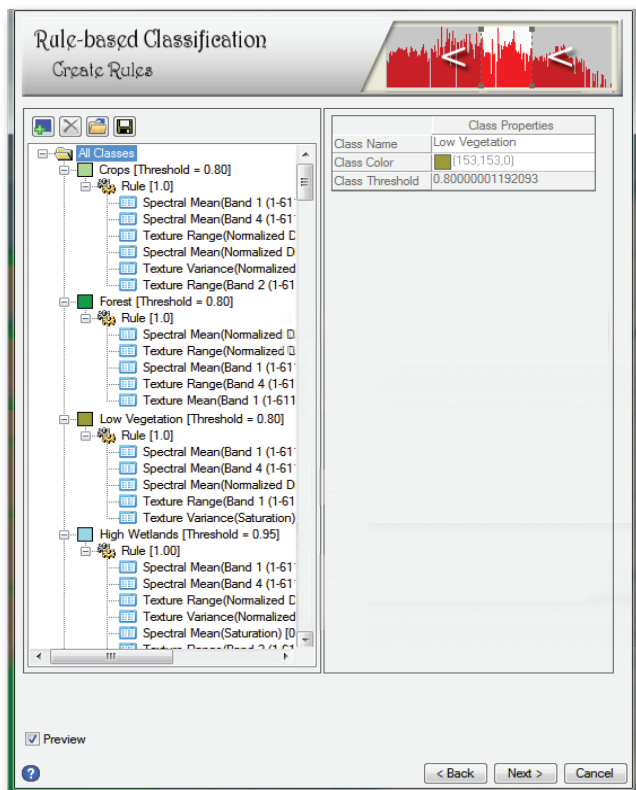 Rule-based Classification
Create Rules
All Classes
Crops [Threshold = 0.80]
Rule [1.0]
Spectral Mean(Band 1 (1-61
Spectral Mean(Band 4 (1-61
Texture Range(Normalized D
Spectral Mean(Normalized D
Texture Variance(Normalized
Texture Range(Band 2 (1-61
Forest [Threshold = 0.80]
Rule [1.0]
Spectral Mean(Normalized D
Texture Range(Normalized D
Spectral Mean(Band 1 (1-61
Texture Range(Band 4 (1-61
Texture Mean(Band 1 (1-611
Low Vegetation [Threshold = 0.80]
Rule [1.0]
Spectral Mean(Band 1 (1-61
Spectral Mean(Band 4 (1-61
Spectral Mean(Normalized D
Texture Range(Band 1 (1-61
Texture Variance(Saturation)
High Wetlands [Threshold = 0.95]
Rule [1.00]
Spectral Mean(Band 1 (1-61
Spectral Mean(Band 4 (1-61
Texture Range(Normalized D
Texture Variance(Normalized
Spectral Mean(Saturation) [0
Texture Range(Band 2 (1-61
Class Properties
Class Name Low Vegetation
Class Color (153,153,0)
Class Threshold 0.80000001192093
Preview
< Back Next > Cancel